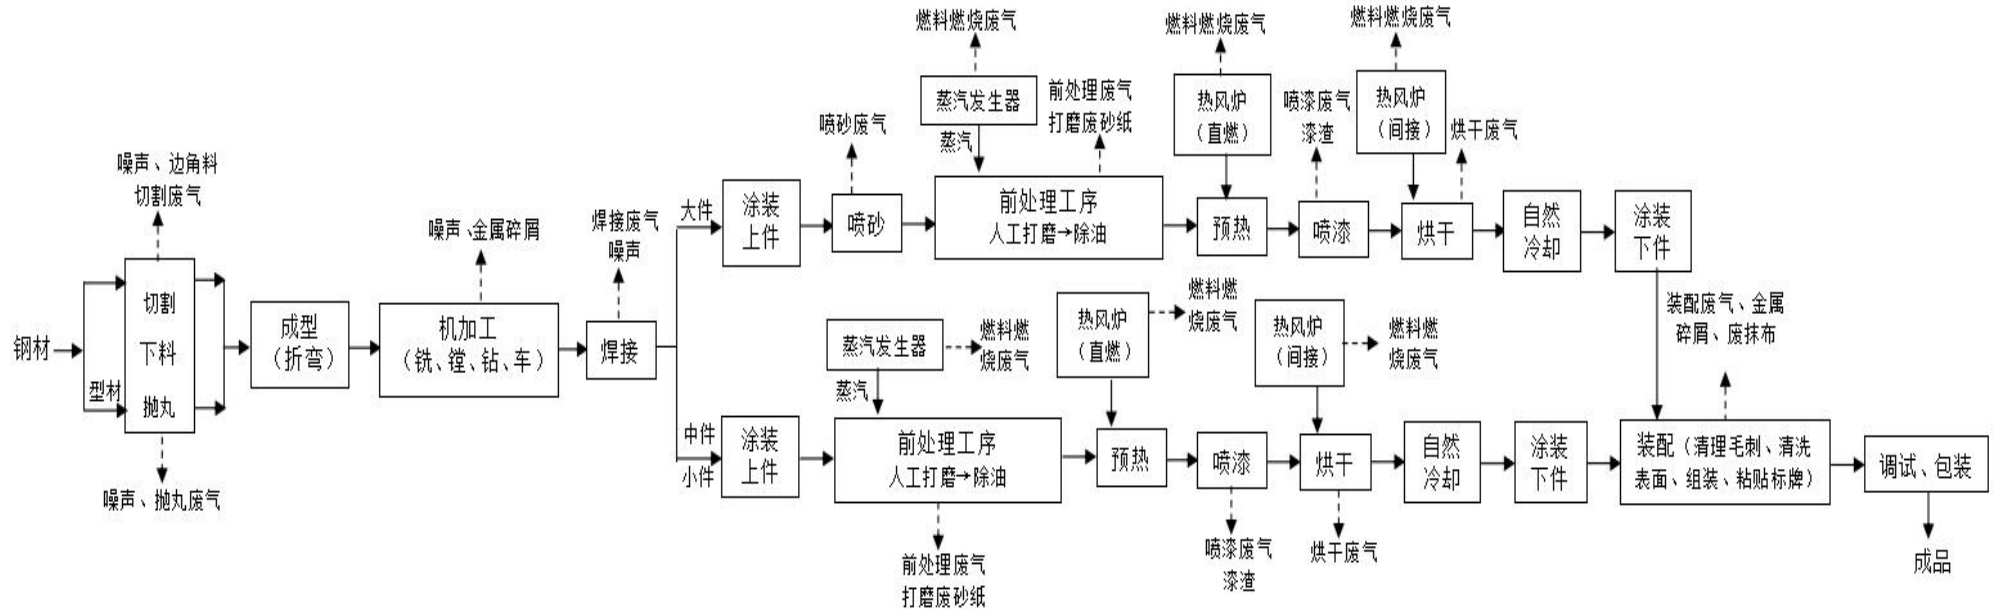 钢材
型材
噪声、边角料
切割废气
切割
下料
抛丸
噪声、抛丸废气
成型
（折弯）
噪声、金属碎屑
机加工
（铣、镗、钻、车）
焊接废气
噪声
焊接
大件
涂装
上件
喷砂废气
喷砂
燃料燃烧废气
蒸汽发生器
蒸汽
前处理废气
打磨废砂纸
前处理工序
人工打磨→除油
燃料燃烧废气
热风炉
（直燃）
预热
喷漆废气
漆渣
喷漆
燃料燃烧废气
热风炉
（间接）
烘干废气
烘干
自然
冷却
涂装
下件
中件
小件
涂装
上件
蒸汽发生器
燃料燃
烧废气
蒸汽
前处理工序
人工打磨→除油
前处理废气
打磨废砂纸
热风炉
（直燃）
燃料燃
烧废气
预热
喷漆
喷漆废气
漆渣
热风炉
（间接）
燃料燃
烧废气
烘干
烘干废气
自然
冷却
涂装
下件
装配废气、金属
碎屑、废抹布
装配（清理毛刺、清洗
表面、组装、粘贴标牌）
调试、包装
成品